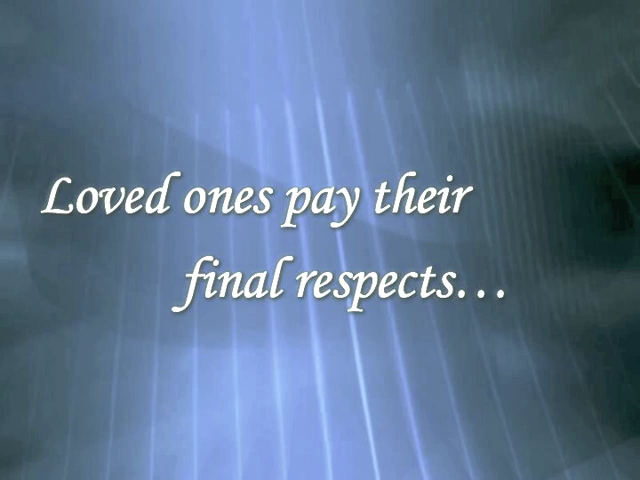 Loved ones pay their
final respects…